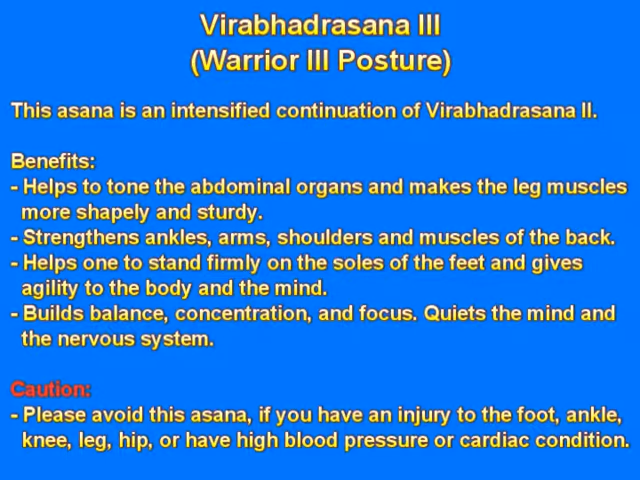 Virabhadrasana III
(Warrior III Posture)
This asana is an intensified continuation of Virabhadrasana II.
Benefits:
- Helps to tone the abdominal organs and makes the leg muscles
more shapely and sturdy.
- Strengthens ankles, arms, shoulders and muscles of the back.
- Helps one to stand firmly on the soles of the feet and gives
agility to the body and the mind.
- Builds balance, concentration, and focus. Quiets the mind and
the nervous system.
Caution:
- Please avoid this asana, if you have an injury to the foot, ankle,
knee, leg, hip, or have high blood pressure or cardiac condition.